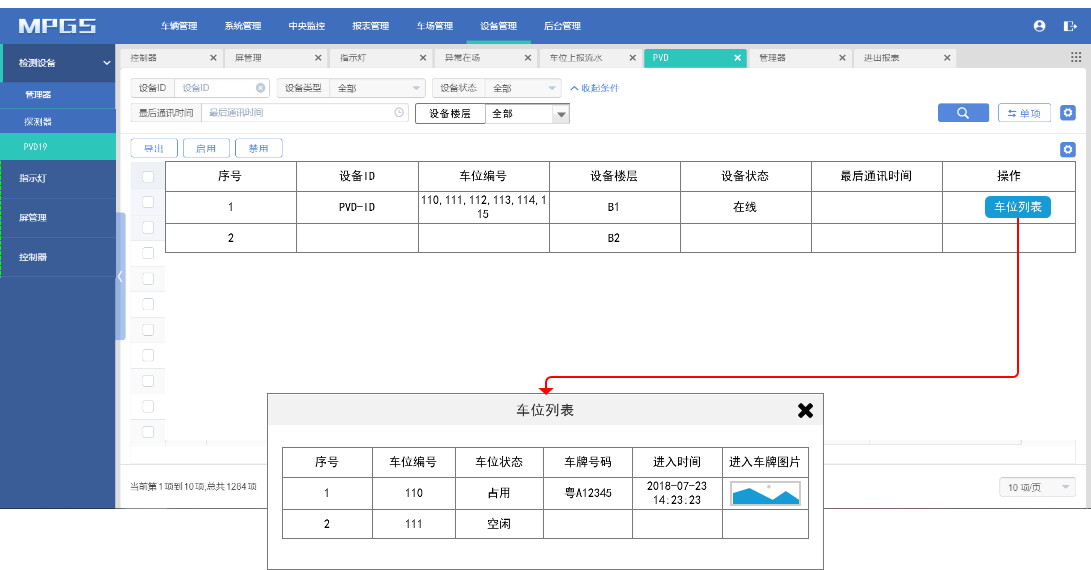 MPGS 车辆管理 系统管理 中央监控 报表管理 车场管理 设备管理 后台管理
检测设备
管理器
探测器
PVD19
指示灯
屏管理
控制器
控制器 屏管理 指示灯 异常在场 车位上报流水 PVD 管理器 进出报表
设备ID 设备ID 设备类型 全部 设备状态 全部 收起条件
最后通讯时间 最后通讯时间 设备楼层 全部 单项
导出 启用 禁用
序号 设备ID 车位编号 设备楼层 设备状态 最后通讯时间 操作
1 PVD-ID 110,111,112,113,114,1 B1 在线 车位列表
15
2 B2
车位列表
序号 车位编号 车位状态 车牌号码 进入时间 进入车牌图片
1 110 占用 粤A12345 2018-07-23
14:23:23
2 111 空闲
当前第1项到10项,总共1284项 10 项/页